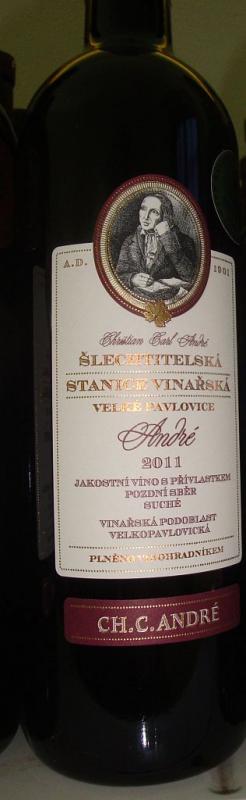 A.D. 1901
Christian Carl André
ŠLECHTITELSKÁ
STANICE VINAŘSKÁ
VELKÉ PAVLOVICE
André
2011
JAKOSTNÍ VÍNO S PŘÍVLASTKEM
POZDNÍ SBĚR
SUCHÉ
VINAŘSKÁ PODOBLAST
VELKOPAVLOVICKÁ
PLNĚNO VINOHRADNÍKEM
CH.C.ANDRÉ